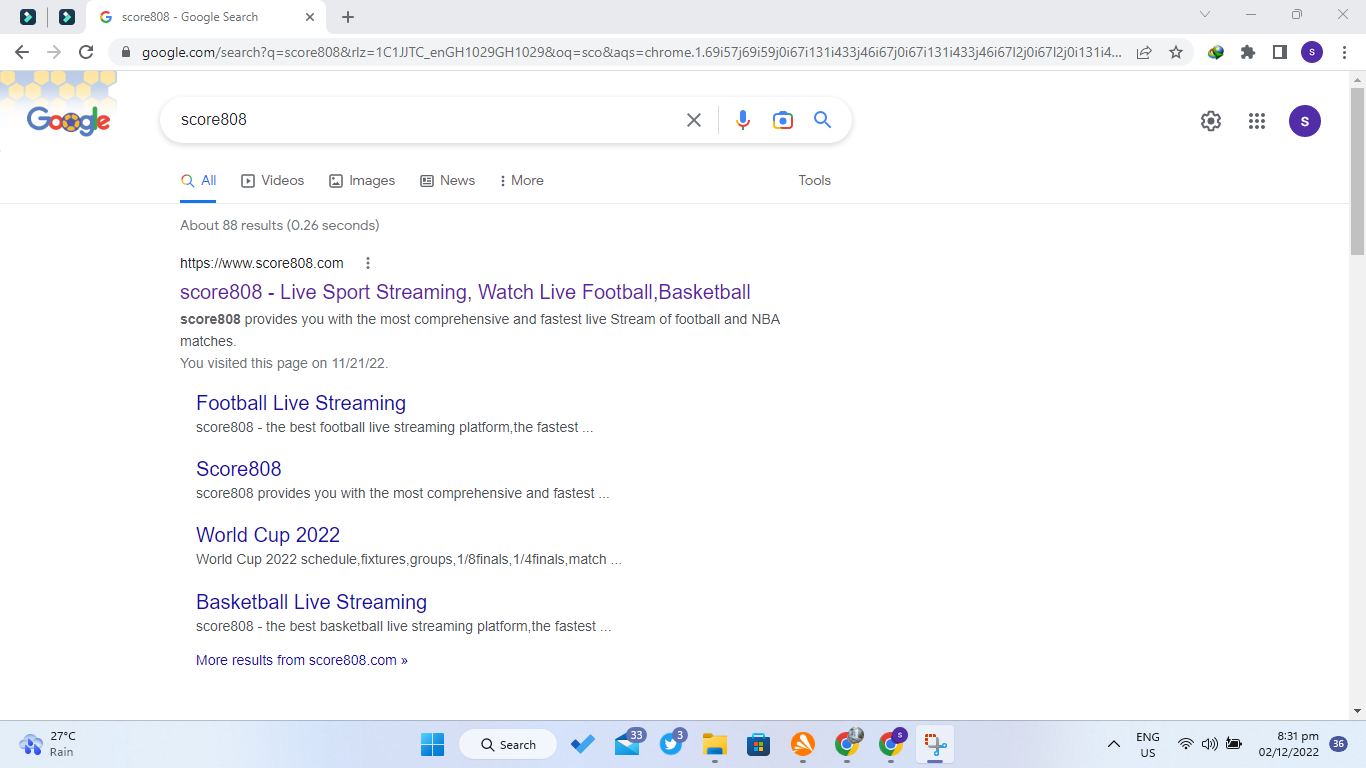 score808 - Google Search
google.com/search?q=score808&rlz=1C1JJTC_enGH1029GH1029&oq=sco&aqs=chrome.1.69i57j69i59j0i67i131i433j46i67j0i67i131i433j46i67l2j0i67l2j0i131i4...
S
Google
score808
S
All
Videos
Images
News
More
Tools
About 88 results (0.26 seconds)
https://www.score808.com
score808 - Live Sport Streaming, Watch Live Football,Basketball
score808 provides you with the most comprehensive and fastest live Stream of football and NBA
matches.
You visited this page on 11/21/22.
Football Live Streaming
score808 - the best football live streaming platform,the fastest ...
Score808
score808 provides you with the most comprehensive and fastest ...
World Cup 2022
World Cup 2022 schedule,fixtures,groups,1/8finals,1/4finals,match ...
Basketball Live Streaming
score808 - the best basketball live streaming platform,the fastest ...
More results from score808.com »
27°C
Rain
Search
33
3
S
ENG
US
8:31 pm
02/12/2022
36